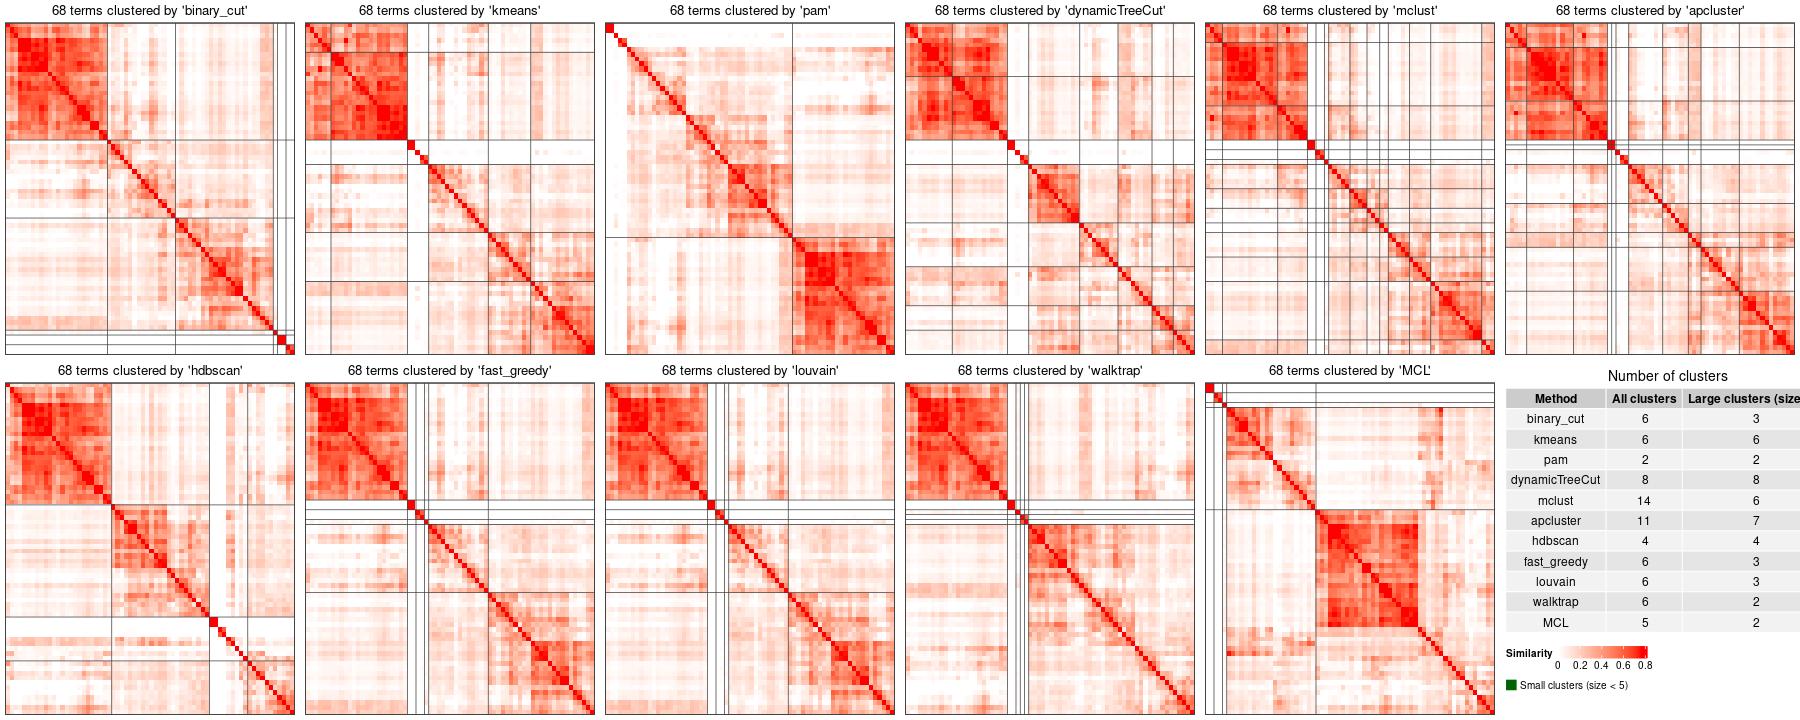 68 terms clustered by 'binary_cut'
68 terms clustered by 'kmeans'
68 terms clustered by 'pam'
68 terms clustered by 'dynamicTreeCut'
68 terms clustered by 'mclust'
68 terms clustered by 'apcluster'
68 terms clustered by 'hdbscan'
68 terms clustered by 'fast_greedy'
68 terms clustered by 'louvain'
68 terms clustered by 'walktrap'
68 terms clustered by 'MCL'
Number of clusters
Method All clusters Large clusters (size
binary_cut 6 3
kmeans 6 6
pam 2 2
dynamicTreeCut 8 8
mclust 14 6
apcluster 11 7
hdbscan 4 4
fast_greedy 6 3
louvain 6 3
walktrap 6 2
MCL 5 2
Similarity
0 0.2 0.4 0.6 0.8
Small clusters (size < 5)